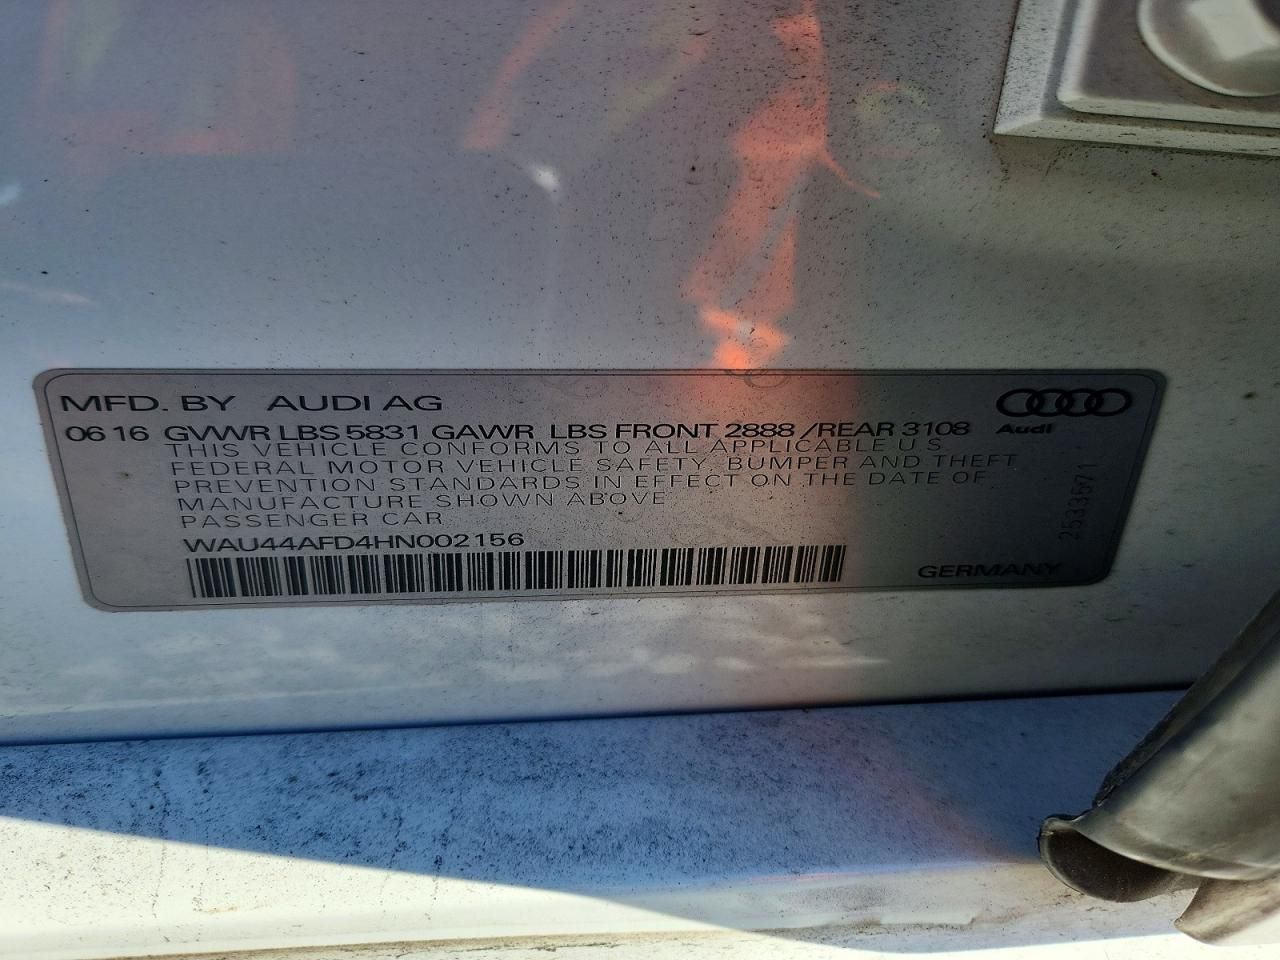 MFD. BY AUDI AG
06 16 GVWR LBS 5831 GAWR LBS FRONT 2888 /REAR 3108
Audi
THIS VEHICLE CONFORMS TO ALL APPLICABLE U S
FEDERAL MOTOR VEHICLE SAFETY, BUMPER AND THEFT
PREVENTION STANDARDS IN EFFECT ON THE DATE OF
MANUFACTURE SHOWN ABOVE
PASSENGER CAR
WAU44AFD4HN002156
GERMANY